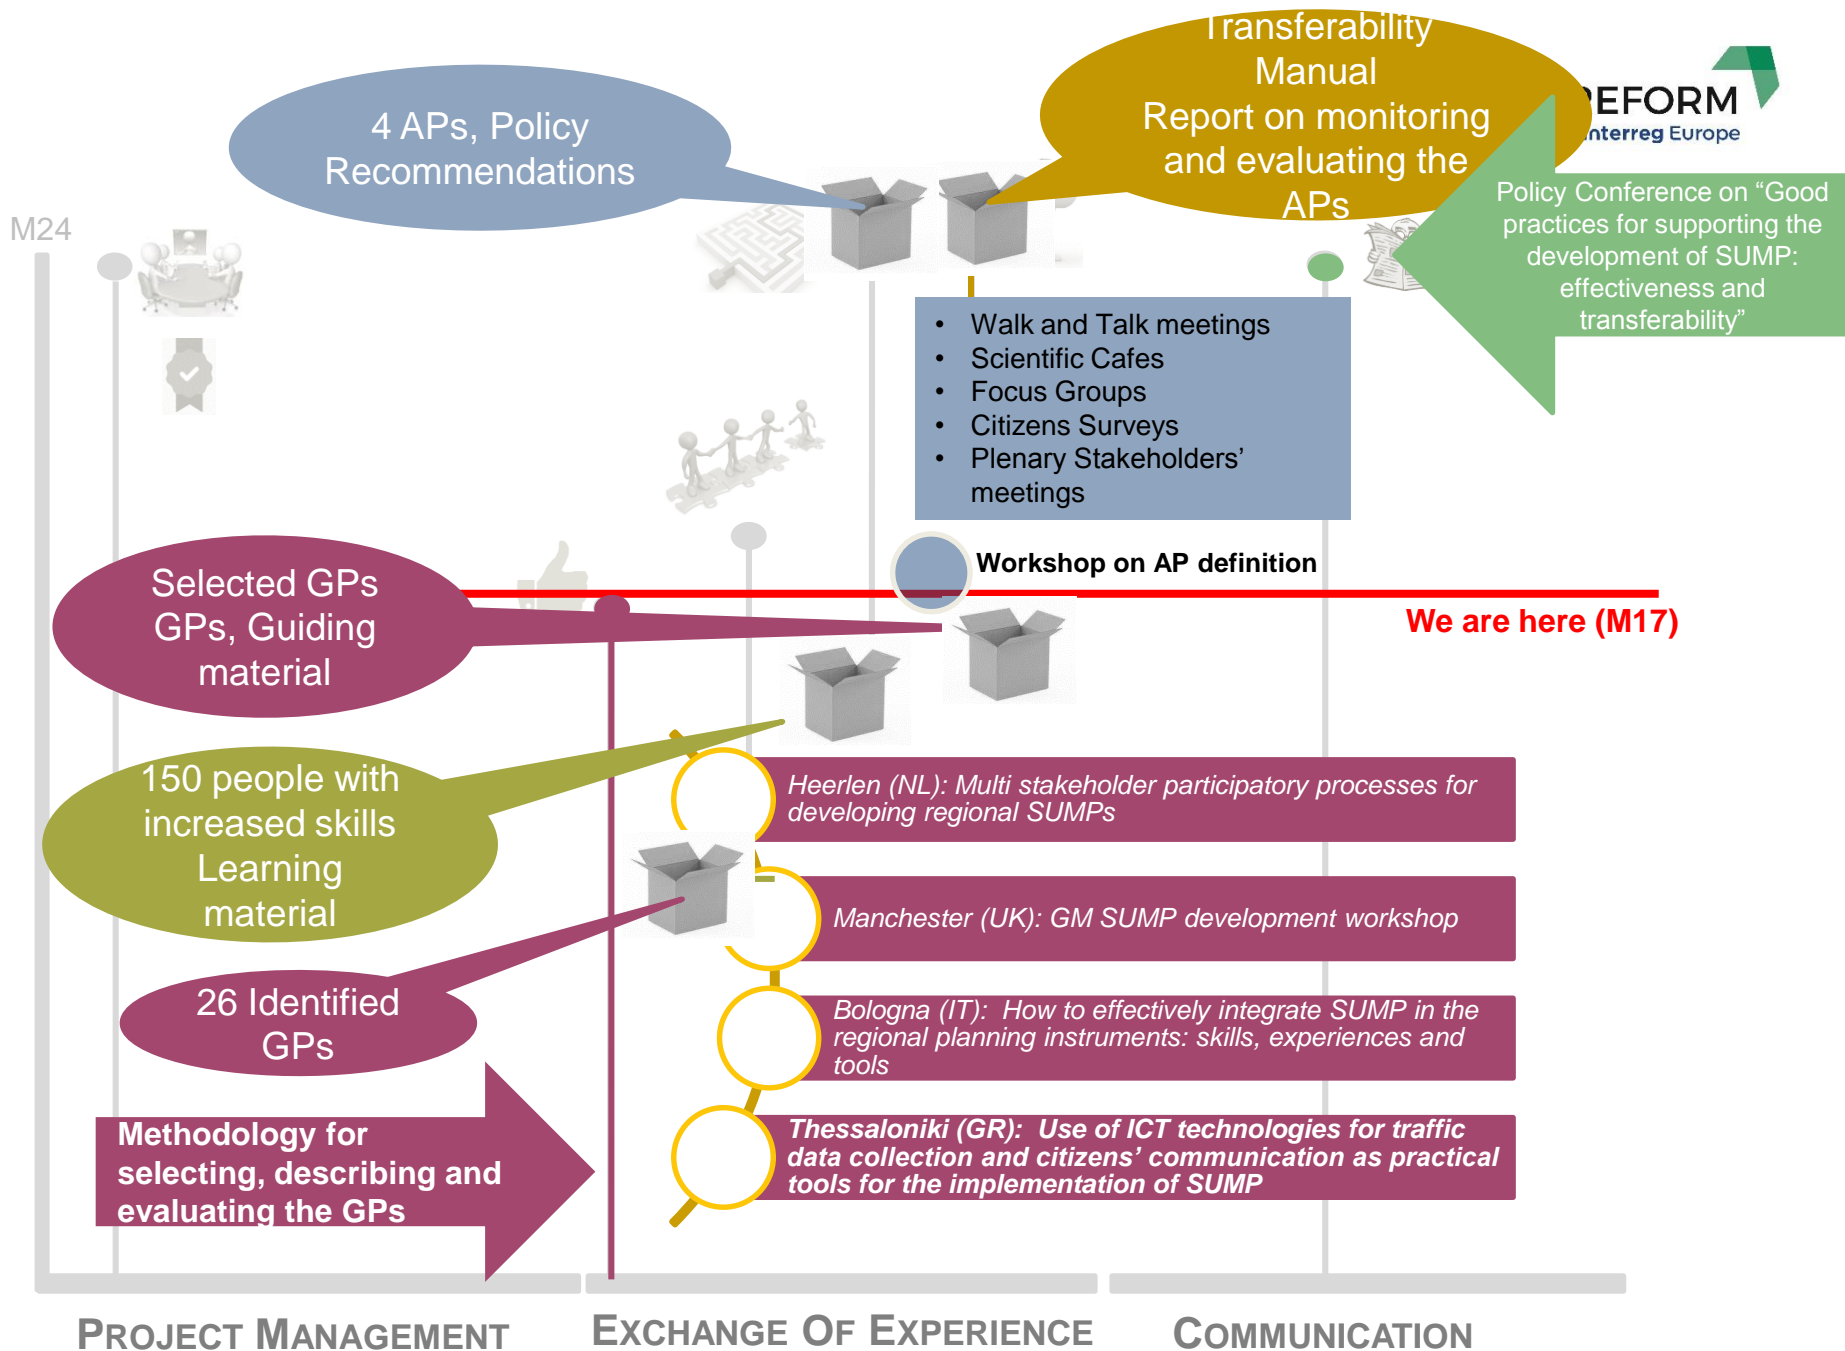 Transferability
Manual
Report on monitoring
and evaluating the
APs
4 APs, Policy
Recommendations
EFORM
nterreg Europe
Policy Conference on “Good
practices for supporting the
development of SUMP:
effectiveness and
transferability”
M24
• Walk and Talk meetings
• Scientific Cafes
• Focus Groups
• Citizens Surveys
• Plenary Stakeholders’
meetings
Workshop on AP definition
We are here (M17)
Selected GPs
GPs, Guiding
material
150 people with
increased skills
Learning
material
26 Identified
GPs
Methodology for
selecting, describing and
evaluating the GPs
Heerlen (NL): Multi stakeholder participatory processes for
developing regional SUMPs
Manchester (UK): GM SUMP development workshop
Bologna (IT): How to effectively integrate SUMP in the
regional planning instruments: skills, experiences and
tools
Thessaloniki (GR): Use of ICT technologies for traffic
data collection and citizens’ communication as practical
tools for the implementation of SUMP
PROJECT MANAGEMENT
EXCHANGE OF EXPERIENCE
COMMUNICATION